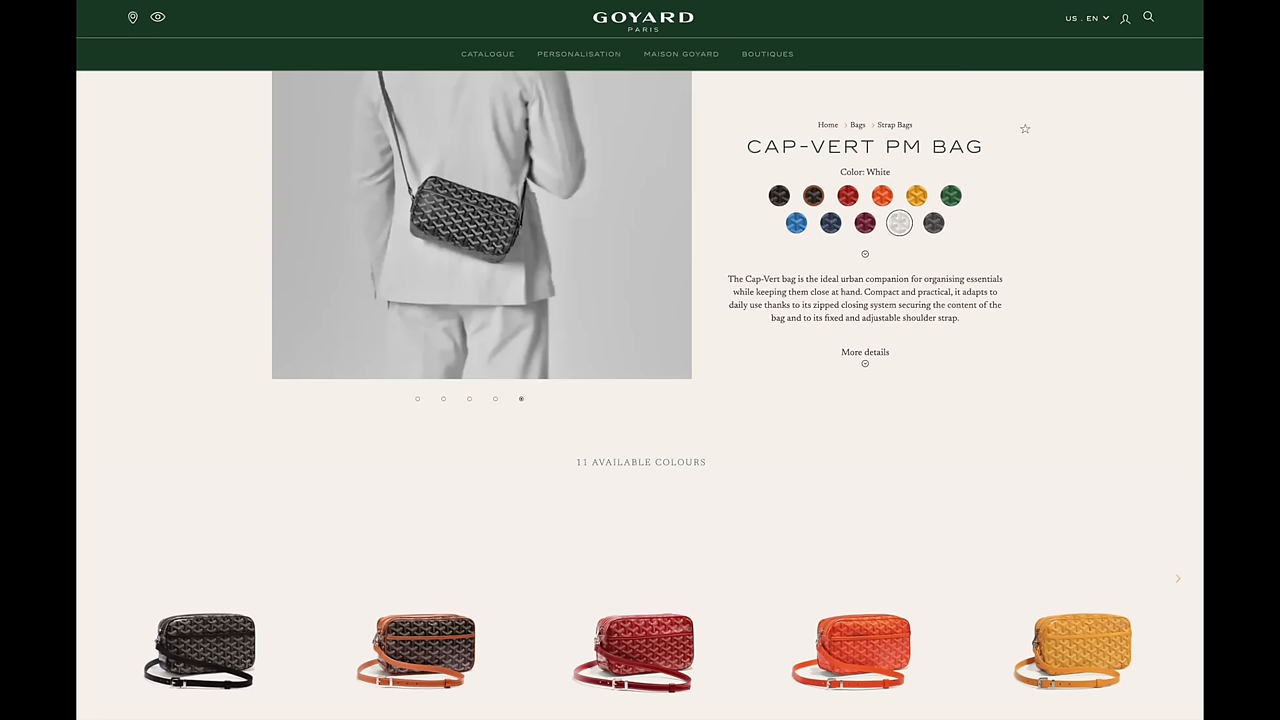 GOYARD
PARIS
US . EN
CATALOGUE PERSONALISATION MAISON GOYARD BOUTIQUES
Home Bags Strap Bags
CAP-VERT PM BAG
Color: White
The Cap-Vert bag is the ideal urban companion for organising essentials
while keeping them close at hand. Compact and practical, it adapts to
daily use thanks to its zipped closing system securing the content of the
bag and to its fixed and adjustable shoulder strap.
More details
11 AVAILABLE COLOURS